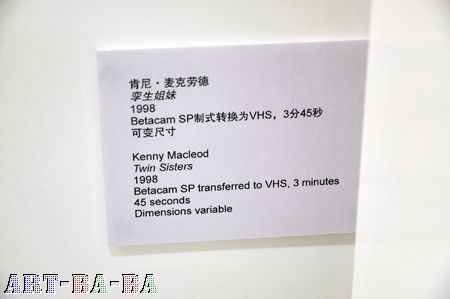 肯尼·麦克劳德
孪生姐妹
1998
Betacam SP制式转换为VHS，3分45秒
可变尺寸
Kenny Macleod
Twin Sisters
1998
Betacam SP transferred to VHS, 3 minutes
45 seconds
Dimensions variable
ART-BA-BA